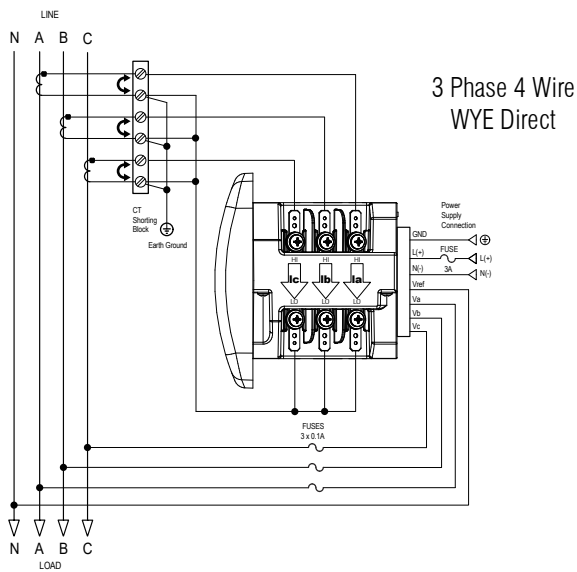 LINE
N A B C
3 Phase 4 Wire
WYE Direct
CT
Shorting
Block
Earth Ground
Power
Supply
Connection
GND
L(+)
FUSE
L(+)
N(-)
3A
N(-)
Vref
Va
Vb
Vc
HI HI HI
Ic Ib Ia
LO LO LO
FUSES
3 x 0.1A
N A B C
LOAD